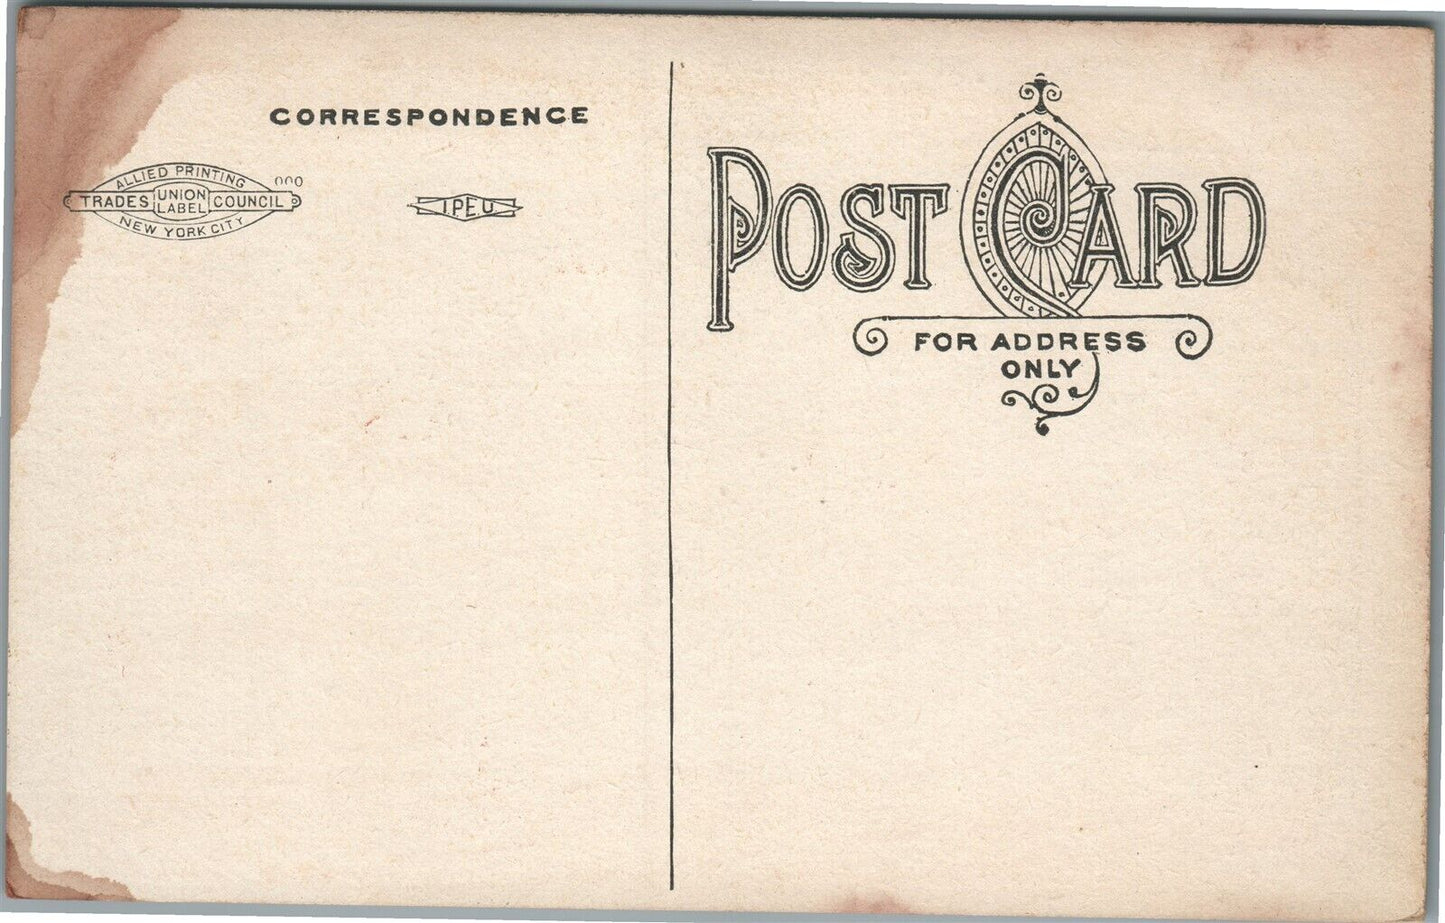 CORRESPONDENCE
ALLIED PRINTING
TRADES UNION LABEL COUNCIL
NEW YORK CITY
000
I.P.E.U.
POST CARD
FOR ADDRESS
ONLY